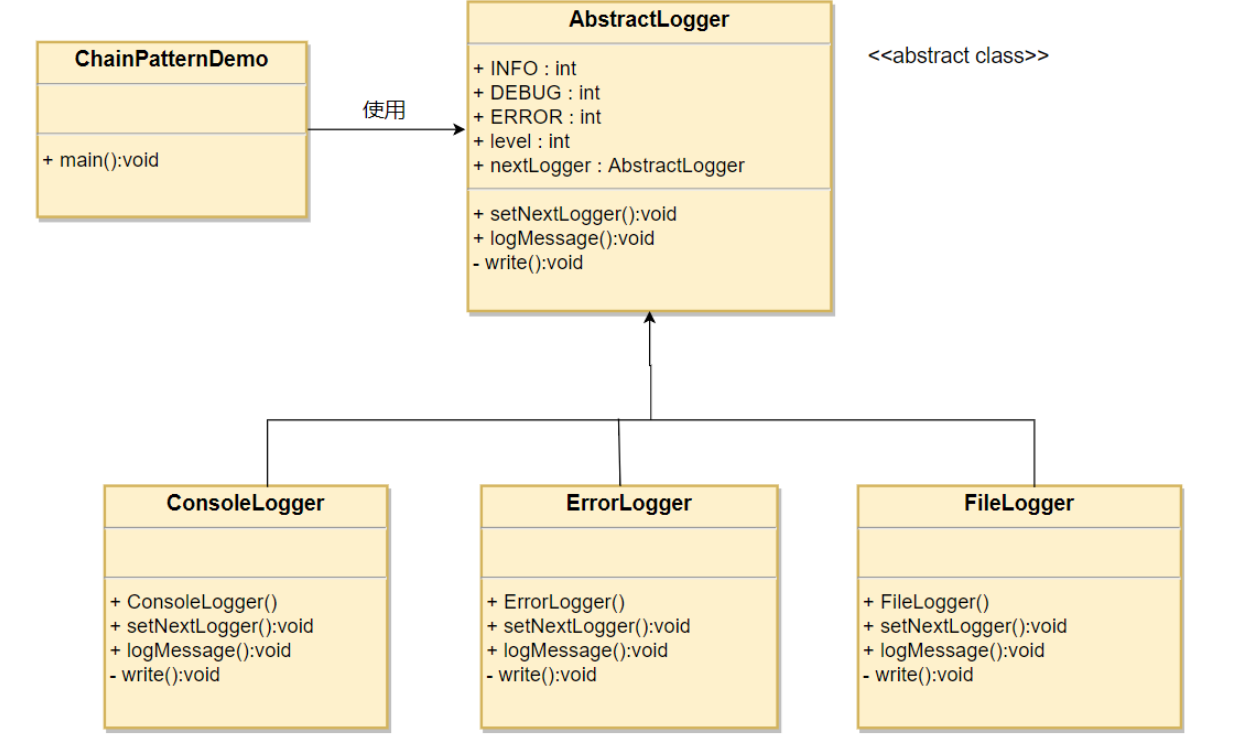 ChainPatternDemo
+ main():void
使用
AbstractLogger
+ INFO : int
+ DEBUG : int
+ ERROR : int
+ level : int
+ nextLogger : AbstractLogger
+ setNextLogger():void
+ logMessage():void
- write():void
<<abstract class>>
ConsoleLogger
+ ConsoleLogger()
+ setNextLogger():void
+ logMessage():void
- write():void
ErrorLogger
+ ErrorLogger()
+ setNextLogger():void
+ logMessage():void
- write():void
FileLogger
+ FileLogger()
+ setNextLogger():void
+ logMessage():void
- write():void